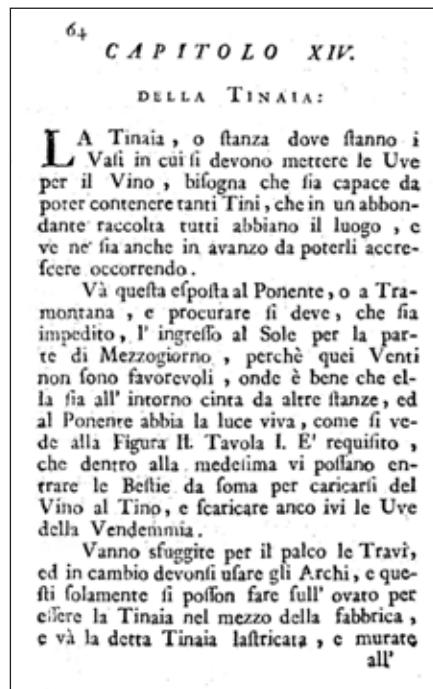 64
CAPITOLO XIV.
DELLA TINAIA:
LA Tinaia, o ſtanza dove ſtanno i
Vaſi in cui ſi devono mettere le Uve
per il Vino, biſogna che ſia capace da
poter contenere tanti Tini, che in un abbon-
dante raccolta tutti abbiano il luogo, e
ve ne ſia anche in avanzo da poterli accre-
ſcere occorrendo.
Và queſta eſpoſta al Ponente, o a Tra-
montana, e procurare ſi deve, che ſia
impedito, l' ingreſſo al Sole per la par-
te di Mezzogiorno, perchè quei Venti
non ſono favorevoli, onde è bene che el-
la ſia all' intorno cinta da altre ſtanze, ed
al Ponente abbia la luce viva, come ſi ve-
de alla Figura II. Tavola I. E' requiſito,
che dentro alla medeſima vi poſſano en-
trare le Beſtie da ſoma per caricarſi del
Vino al Tino, e ſcaricare anco ivi le Uve
della Vendemmia.
Vanno sfuggite per il palco le Travi,
ed in cambio devonſi uſare gli Archi, e que-
ſti ſolamente ſi poſſon fare full' ovato per
eſſere la Tinaia nel mezzo della fabbrica,
e và la detta Tinaia laſtricata, e murate
all'